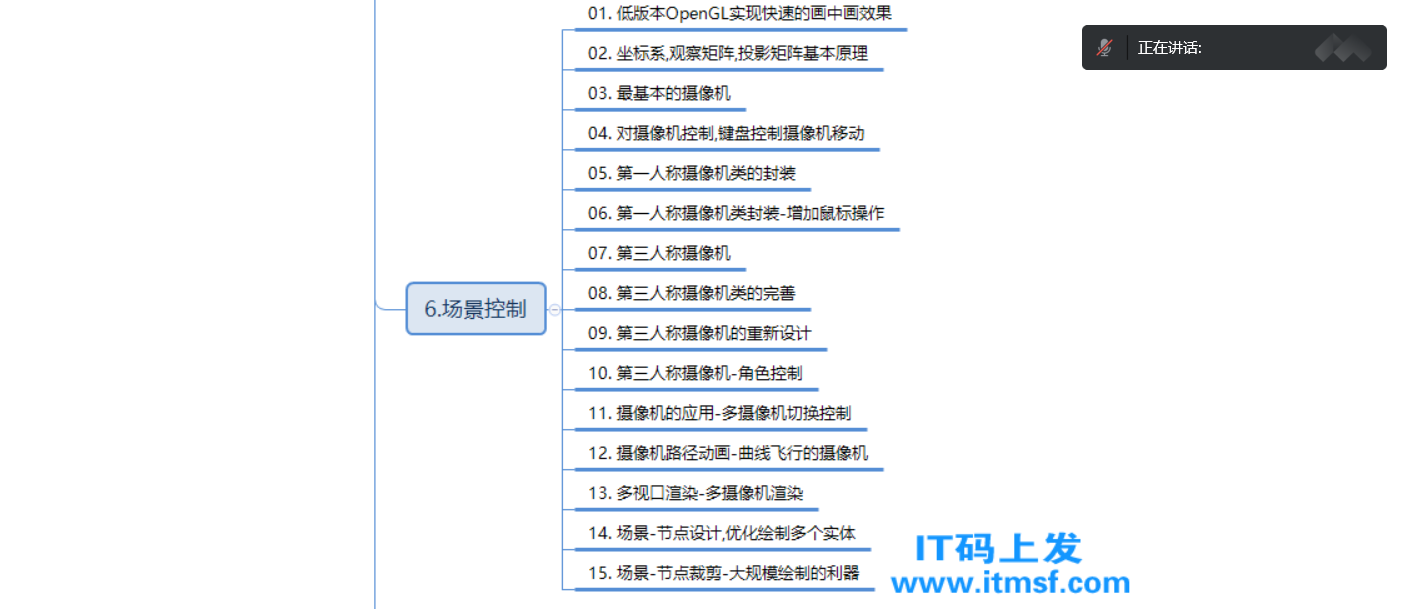 01. 低版本OpenGL实现快速的画中画效果
正在讲话:
02. 坐标系,观察矩阵,投影矩阵基本原理
03. 最基本的摄像机
04. 对摄像机控制,键盘控制摄像机移动
05. 第一人称摄像机类的封装
06. 第一人称摄像机类封装-增加鼠标操作
07. 第三人称摄像机
08. 第三人称摄像机类的完善
6.场景控制
09. 第三人称摄像机的重新设计
10. 第三人称摄像机-角色控制
11. 摄像机的应用-多摄像机切换控制
12. 摄像机路径动画-曲线飞行的摄像机
13. 多视口渲染-多摄像机渲染
14. 场景-节点设计,优化绘制多个实体
15. 场景-节点裁剪-大规模绘制的利器
IT码上发
www.itmsf.com